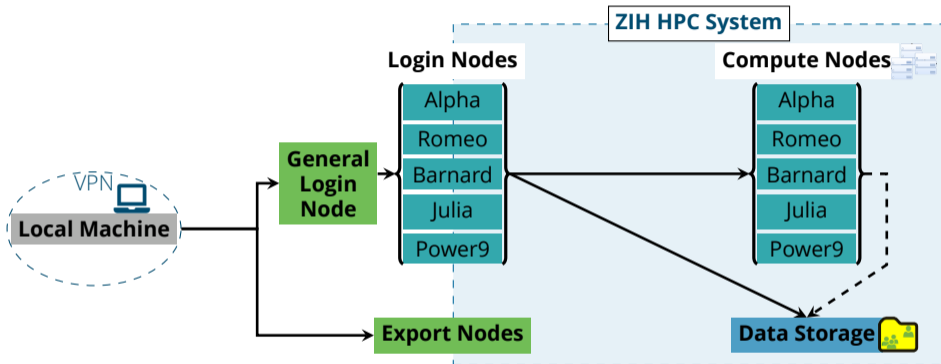 ZIH HPC System
Login Nodes
Compute Nodes
Alpha
Romeo
Barnard
Julia
Power9
Alpha
Romeo
Barnard
Julia
Power9
General
Login
Node
VPN
Local Machine
Export Nodes
Data Storage